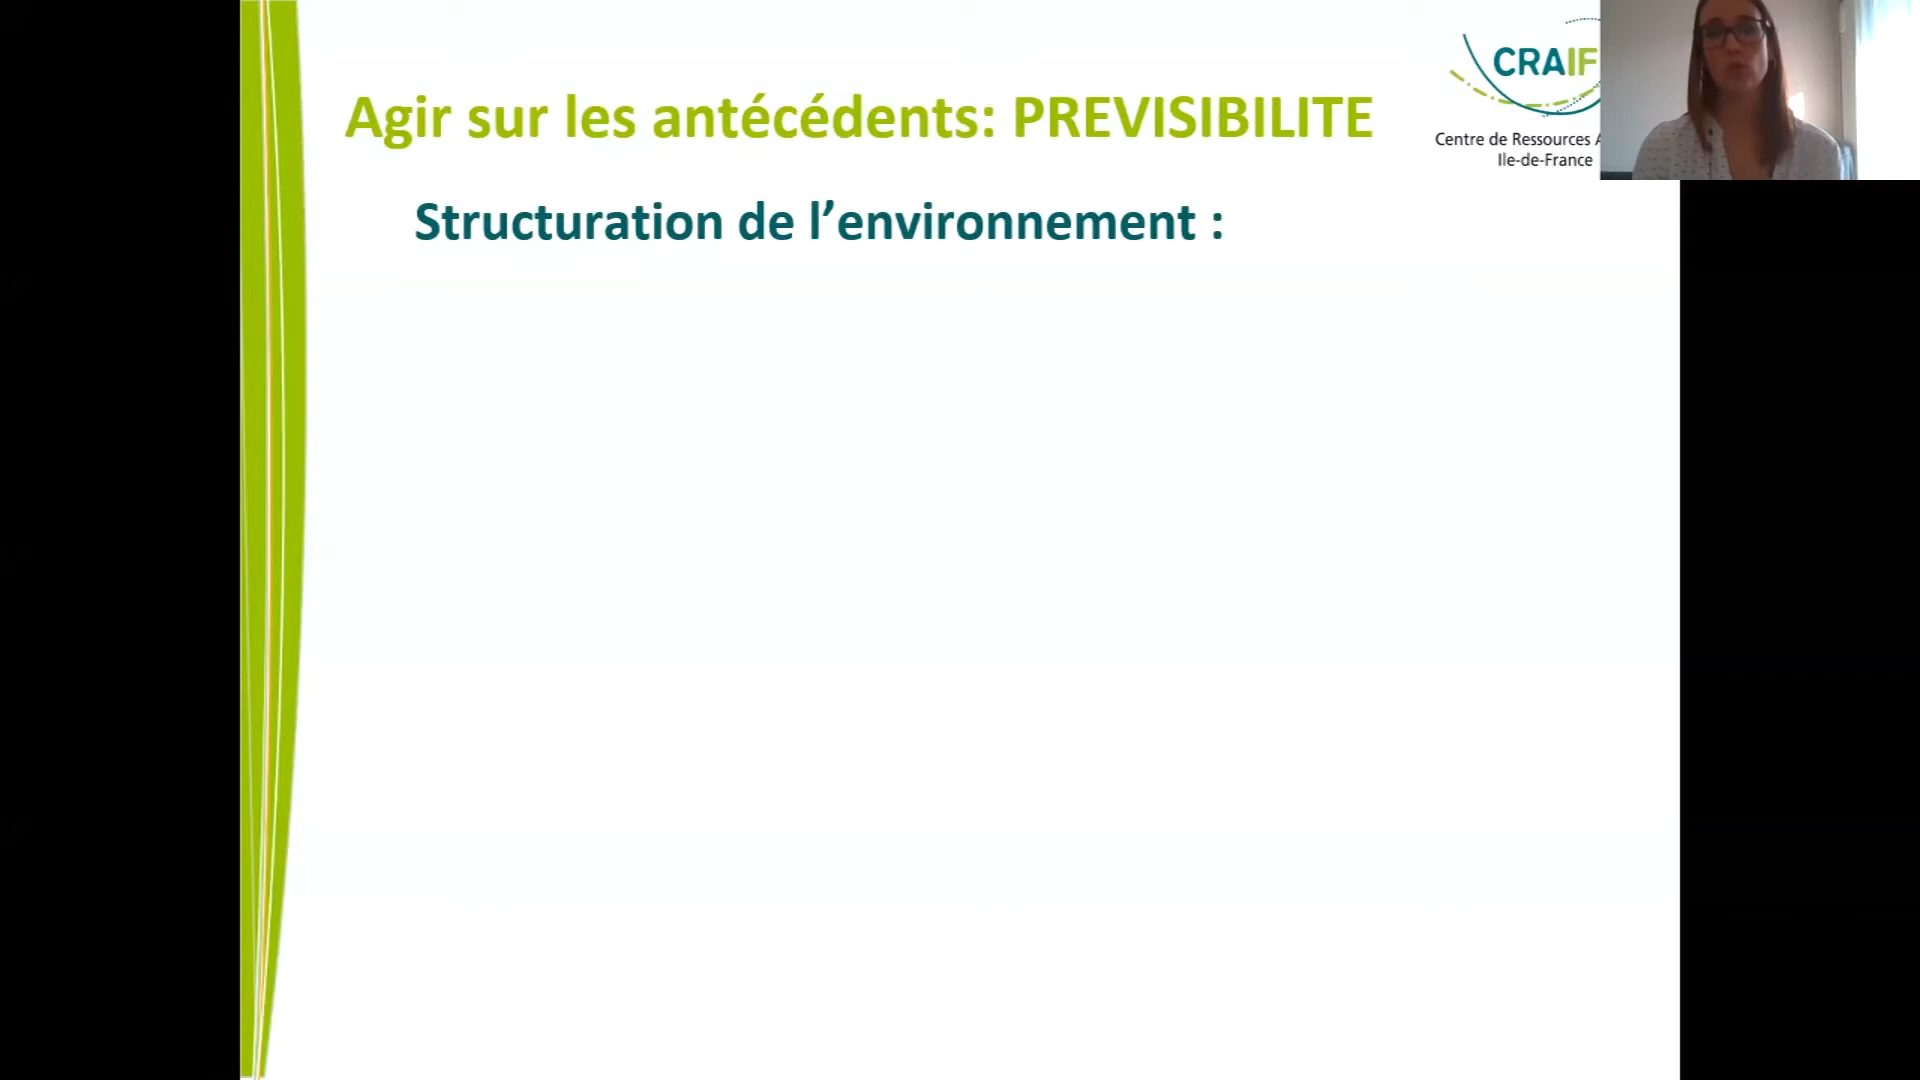 Agir sur les antécédents: PREVISIBILITE
CRAIF
Centre de Ressources
Ile-de-France
Structuration de l’environnement :